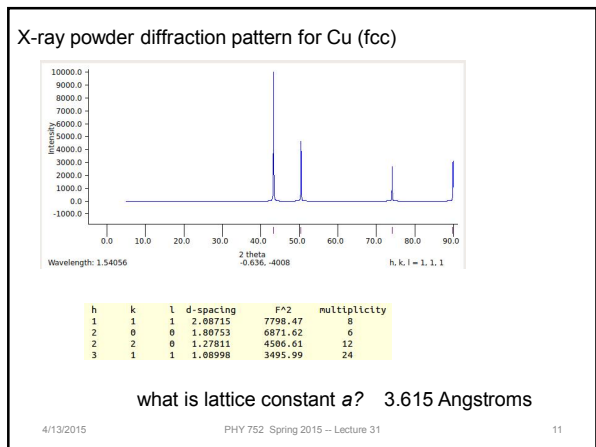 X-ray powder diffraction pattern for Cu (fcc)
10000.0
9000.0
8000.0
7000.0
6000.0
5000.0
4000.0
3000.0
2000.0
1000.0
0.0
-1000.0
Intensity
0.0 10.0 20.0 30.0 40.0 50.0 60.0 70.0 80.0 90.0
2 theta
Wavelength: 1.54056 -0.636, -4008 h, k, l = 1, 1, 1
h k l d-spacing F^2 multiplicity
1 1 1 2.08715 7798.47 8
2 0 0 1.80753 6871.62 6
2 2 0 1.27811 4506.61 12
3 1 1 1.08998 3495.99 24
what is lattice constant a? 3.615 Angstroms
4/13/2015 PHY 752 Spring 2015 -- Lecture 31 11